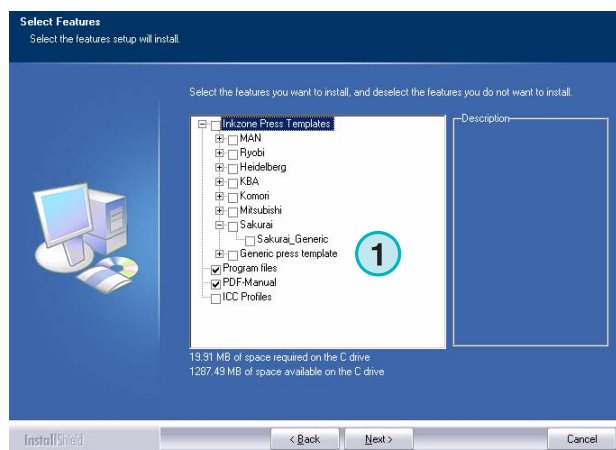 Select Features
Select the features setup will install.
Select the features you want to install, and deselect the features you do not want to install.
Inkzone Press Templates
Description
MAN
Ryobi
Heidelberg
KBA
Komori
Mitsubishi
Sakurai
Sakurai_Generic
Generic press template
1
Program files
PDF-Manual
ICC Profiles
19.91 MB of space required on the C drive
1287.49 MB of space available on the C drive
InstallShield
< Back
Next >
Cancel